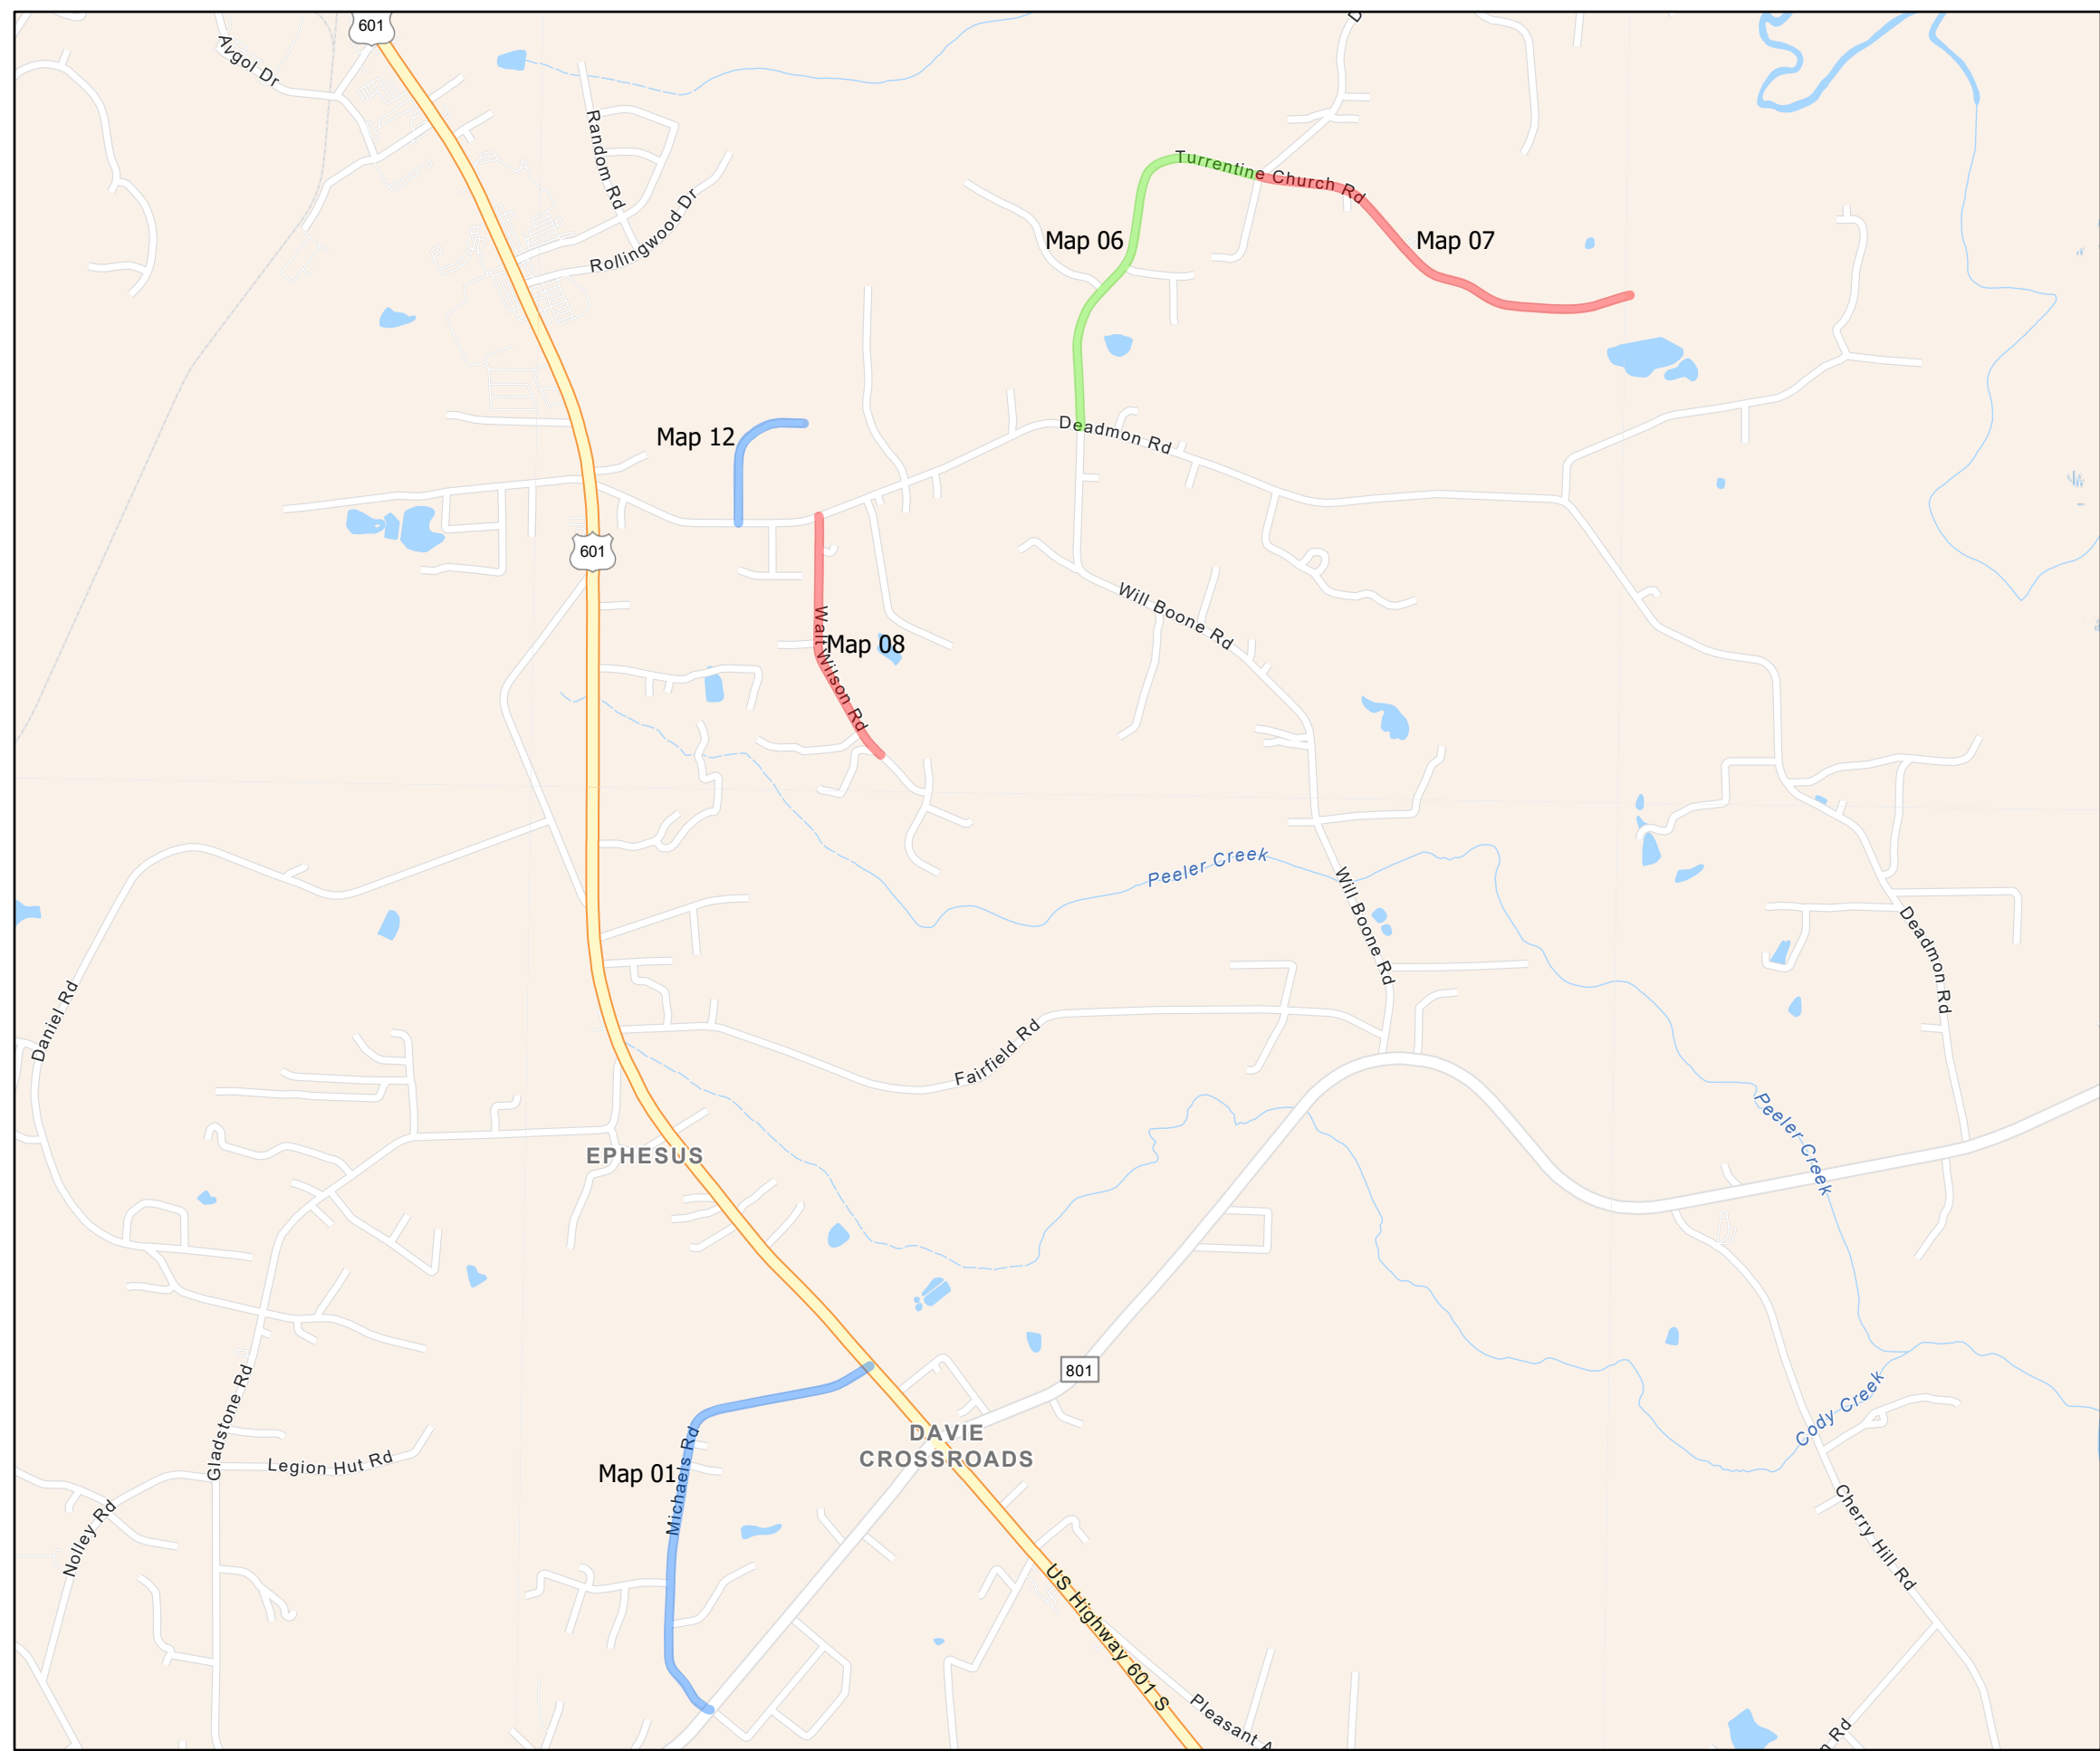 601
Avgol Dr
D
Random Rd
Turrentine Church Rd
Map 06
Map 07
Rollingwood Dr
Map 12
Deadmon Rd
601
Will Boone Rd
Walt Wilson Rd
Map 08
Peeler Creek
Will Boone Rd
Deadmon Rd
Daniel Rd
Fairfield Rd
Peeler Creek
EPHESUS
801
Gladstone Rd
Cody Creek
DAVIE
CROSSROADS
Legion Hut Rd
Map 01
Michaels Rd
Nolley Rd
Cherry Hill Rd
US Highway 601 S
Pleasant A
n Rd